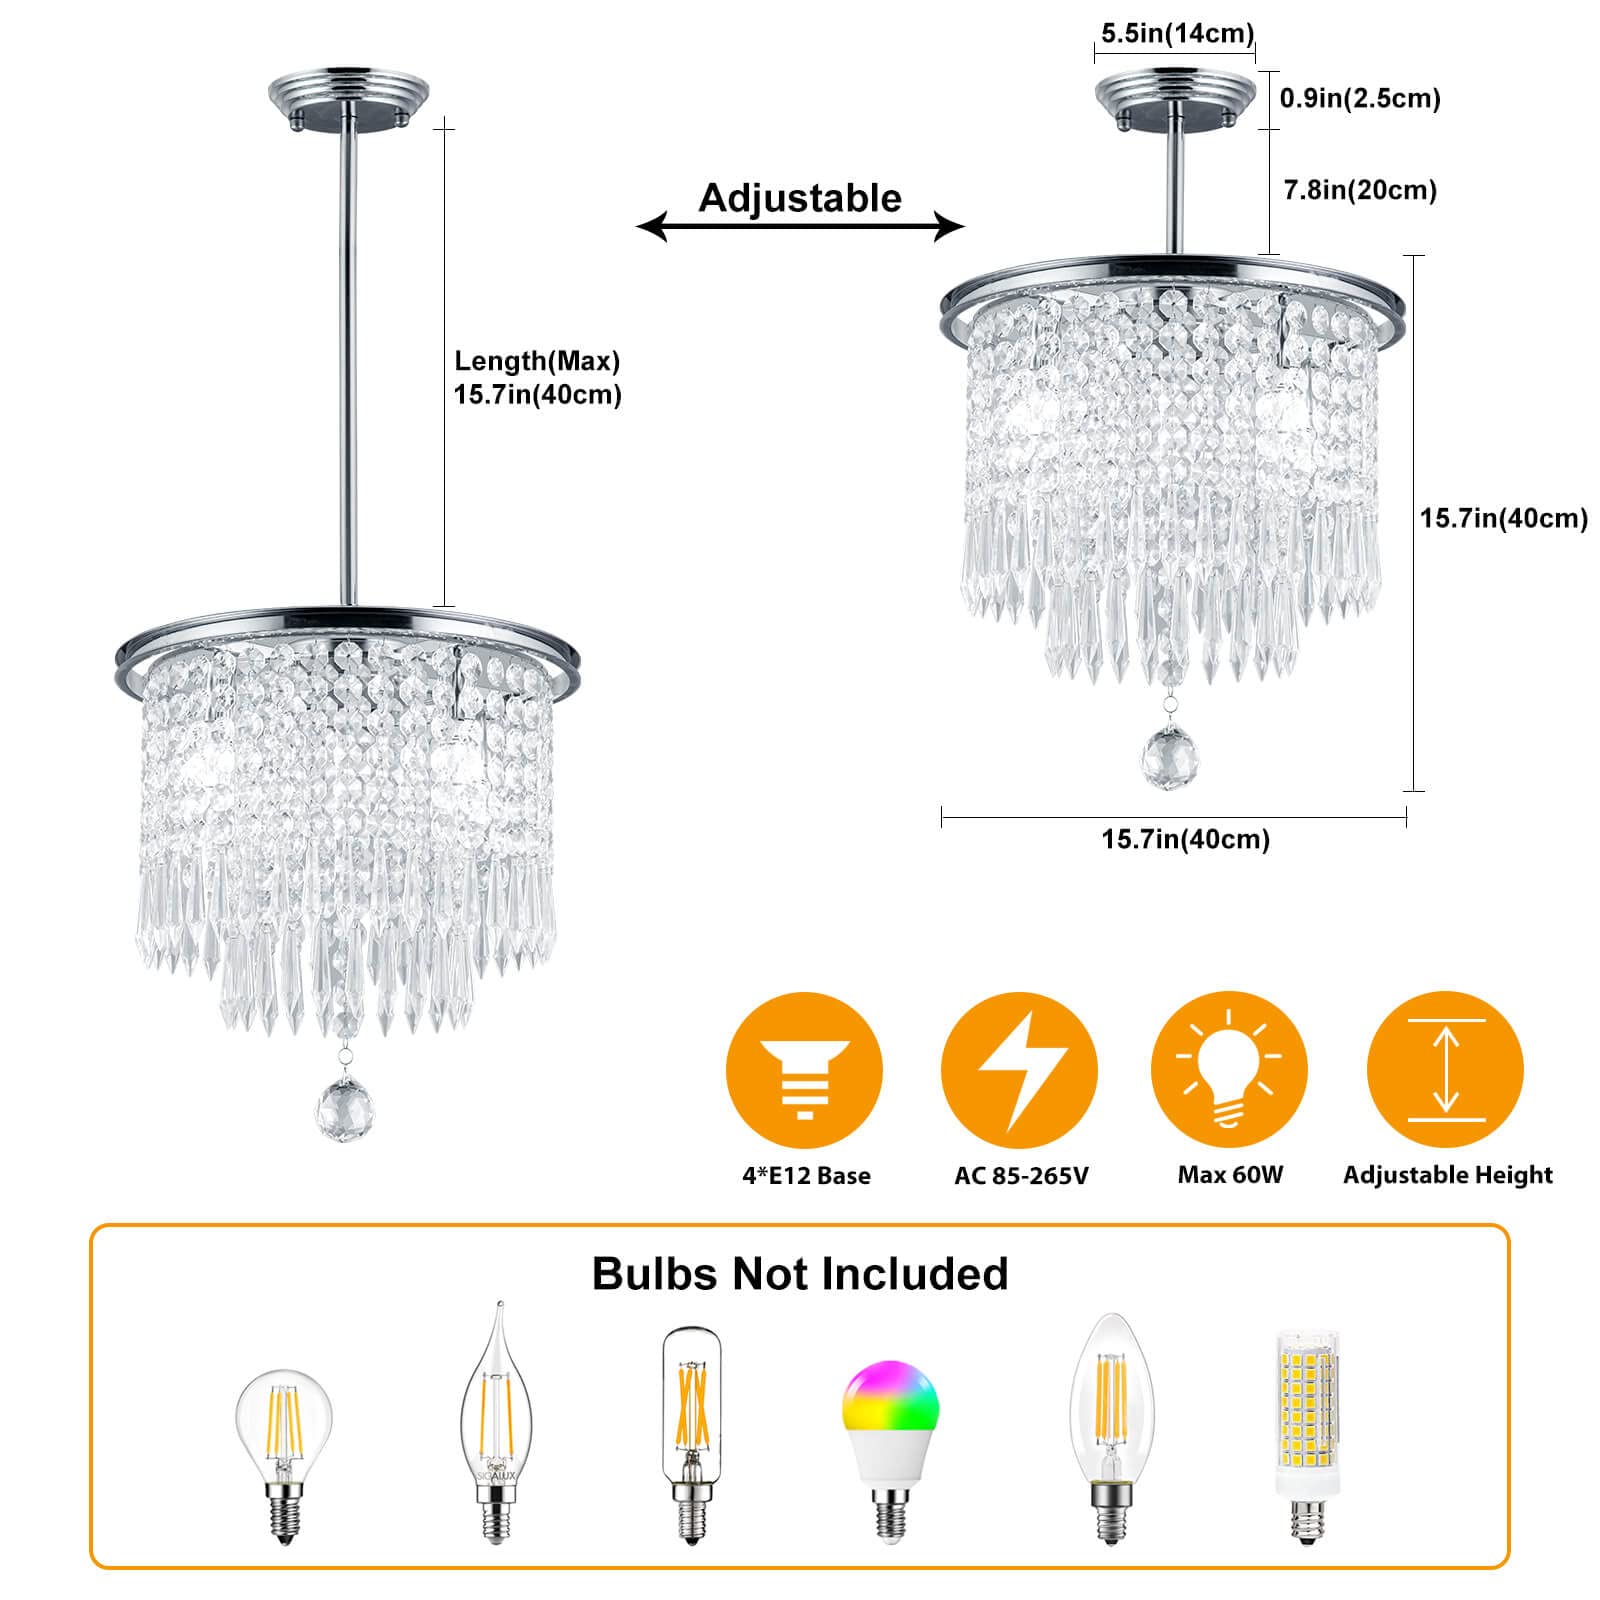 5.5in(14cm)
0.9in(2.5cm)
7.8in(20cm)
Adjustable
Length(Max)
15.7in(40cm)
15.7in(40cm)
15.7in(40cm)
4*E12 Base
AC 85-265V
Max 60W
Adjustable Height
Bulbs Not Included
SIGALUX